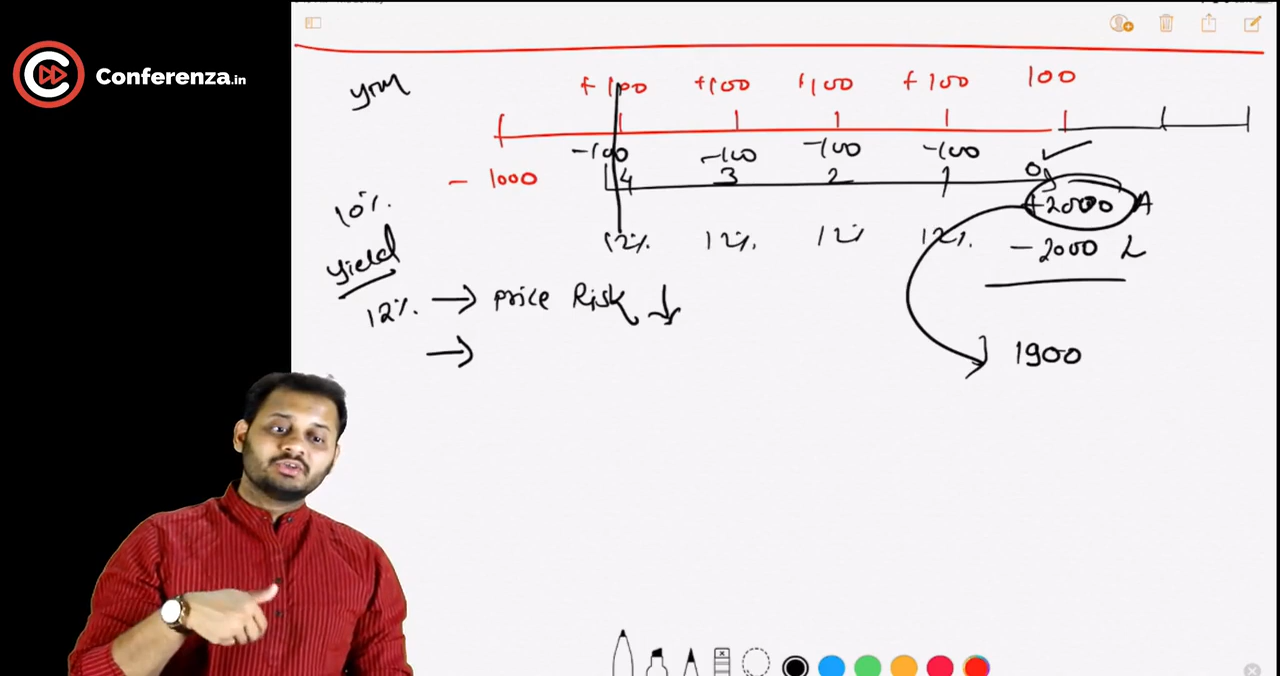 Conferenza.in
YTM
+100 +100 +100 +100 100
-100 -100 -100 -100
- 1000 4 3 2 1 0
10%. +2000 A
12%. 12%. 12% 12%. - 2000 L
yield
12%. → price Risk ↓
→ 1900